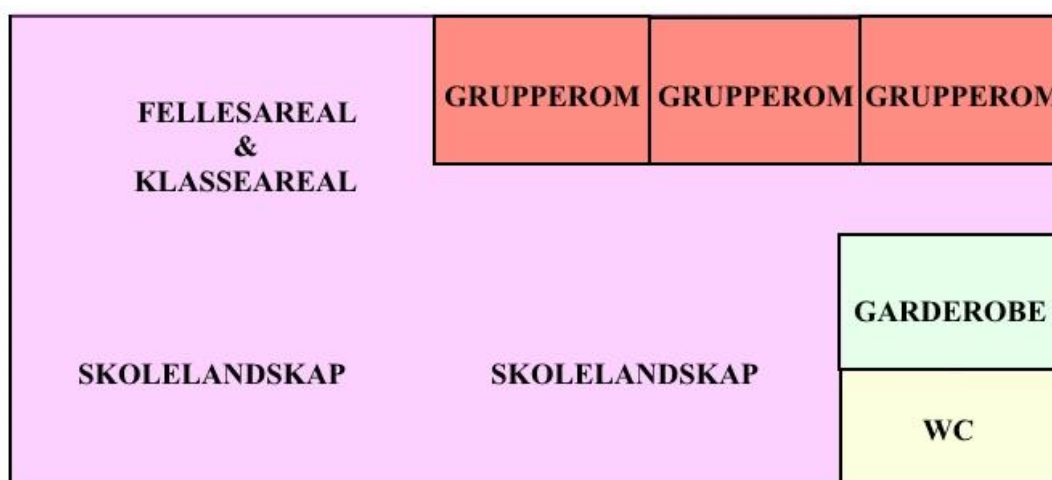 FELLESAREAL
&
KLASSEAREAL
GRUPPEROM
GRUPPEROM
GRUPPEROM
GARDEROBE
SKOLELANDSKAP
SKOLELANDSKAP
WC